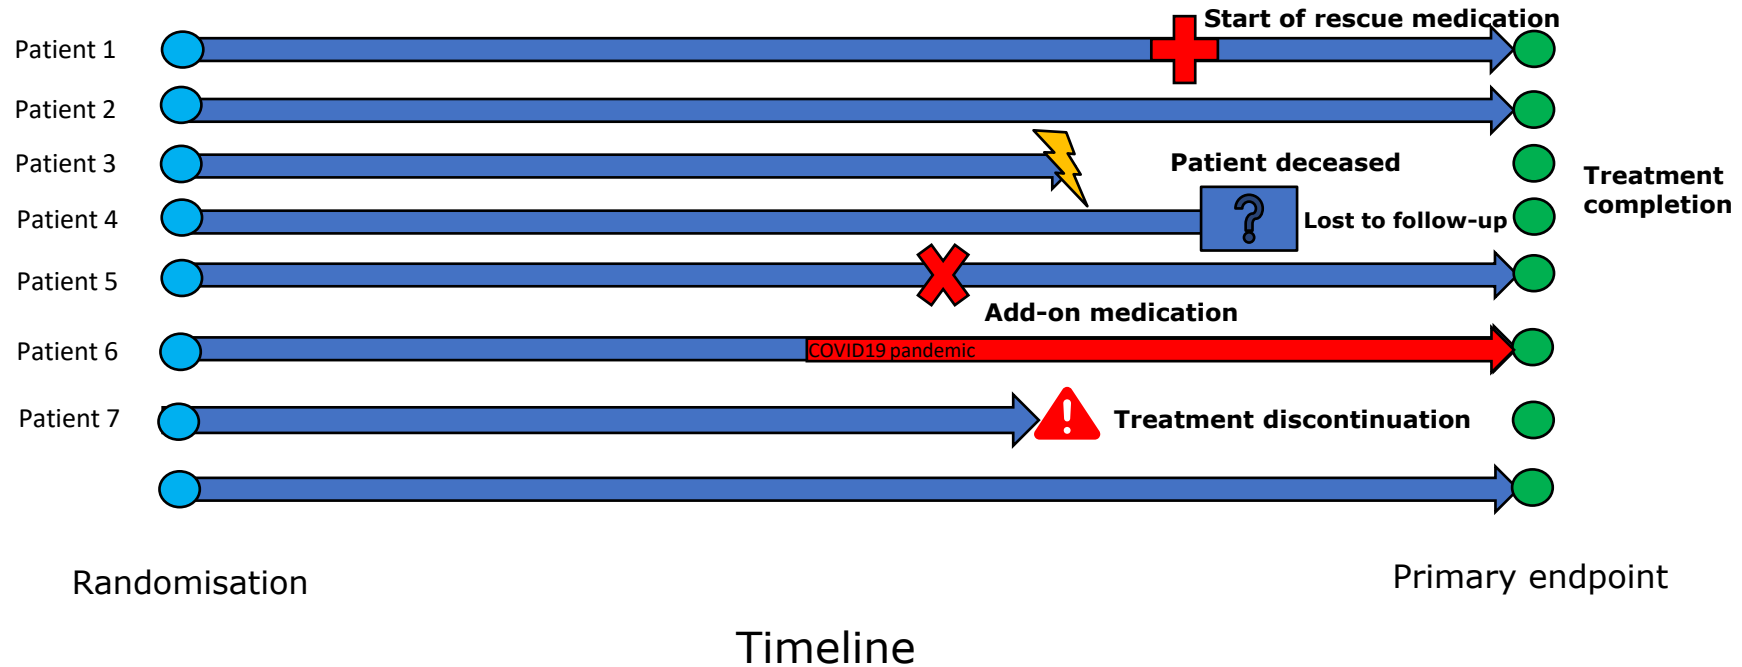 Start of rescue medication
Patient 1
Patient 2
Patient 3
Patient deceased
Treatment
completion
Patient 4
?
Lost to follow-up
Patient 5
Add-on medication
Patient 6
COVID19 pandemic
Patient 7
!
Treatment discontinuation
Randomisation
Primary endpoint
Timeline